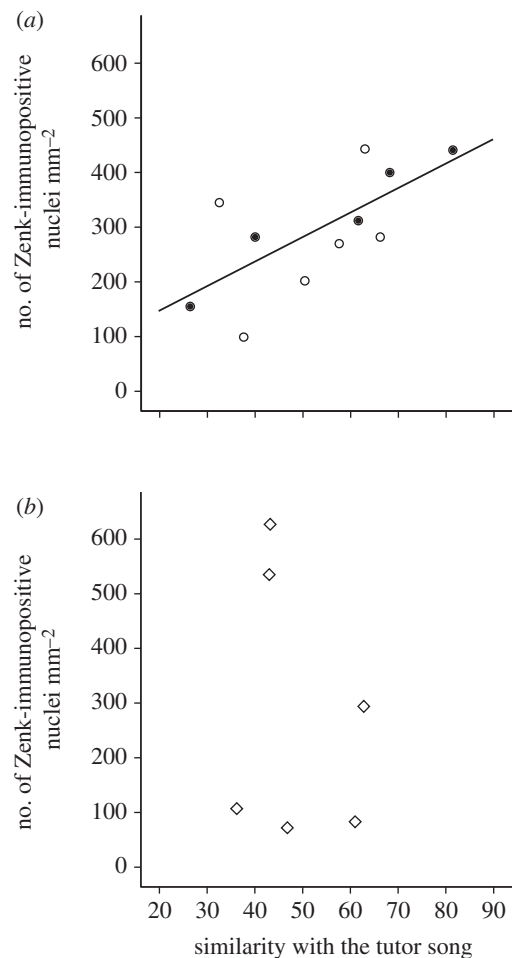 (a)
no. of Zenk-immunopositive
nuclei mm⁻²
600
500
400
300
200
100
0
(b)
no. of Zenk-immunopositive
nuclei mm⁻²
600
500
400
300
200
100
0
20 30 40 50 60 70 80 90
similarity with the tutor song